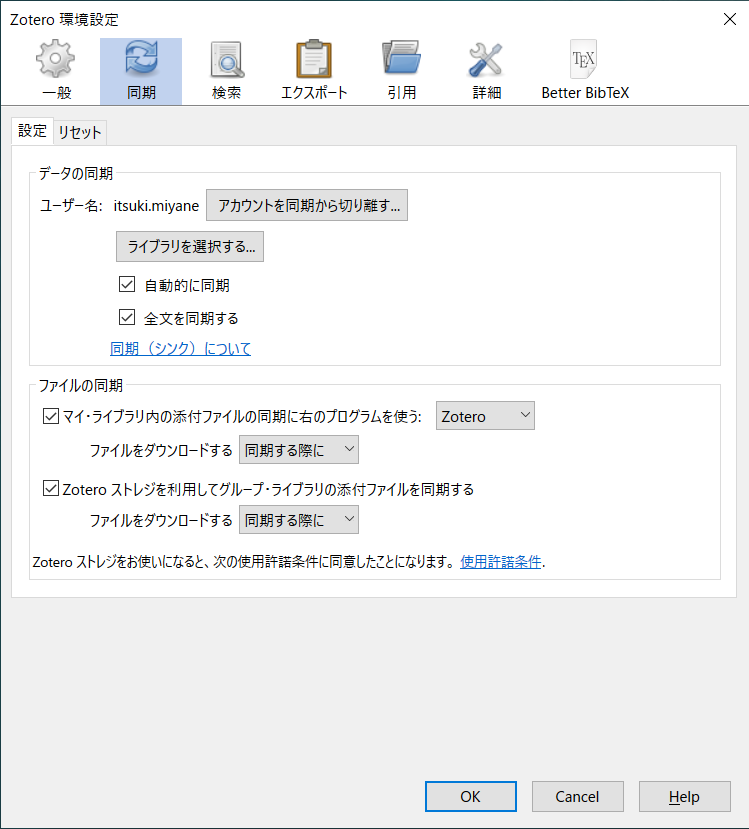 Zotero 環境設定
一般 同期 検索 エクスポート 引用 詳細 Better BibTeX
TEX
設定 リセット
データの同期
ユーザー名: itsuki.miyane アカウントを同期から切り離す...
ライブラリを選択する...
自動的に同期
全文を同期する
同期（シンク）について
ファイルの同期
マイ・ライブラリ内の添付ファイルの同期に右のプログラムを使う: Zotero
ファイルをダウンロードする 同期する際に
Zotero ストレジを利用してグループ・ライブラリの添付ファイルを同期する
ファイルをダウンロードする 同期する際に
Zotero ストレジをお使いになると、次の使用許諾条件に同意したことになります。 使用許諾条件.
OK Cancel Help